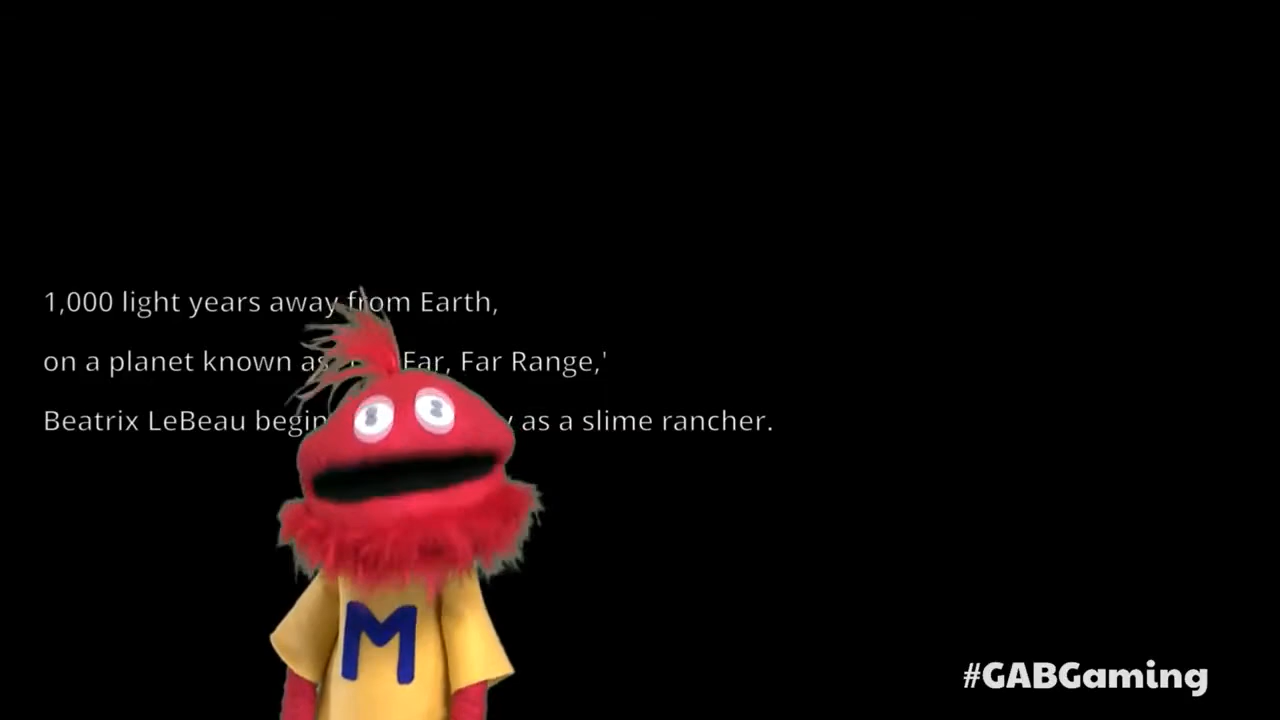 1,000 light years away from Earth,
on a planet known as Far, Far Range,'
Beatrix LeBeau as a slime rancher.
M
#GABGaming